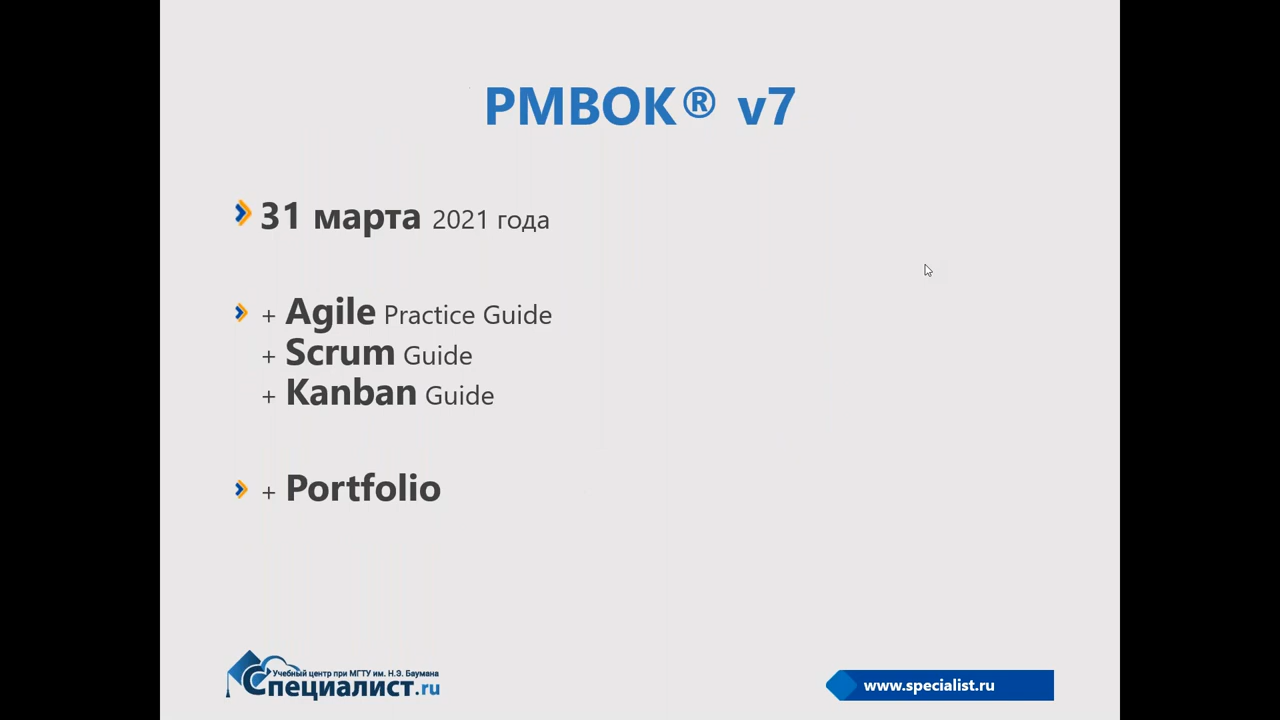 PMBOK® v7
31 марта 2021 года
+ Agile Practice Guide
+ Scrum Guide
+ Kanban Guide
+ Portfolio
Учебный центр при МГТУ им. Н.Э. Баумана
Специалист.ru
www.specialist.ru